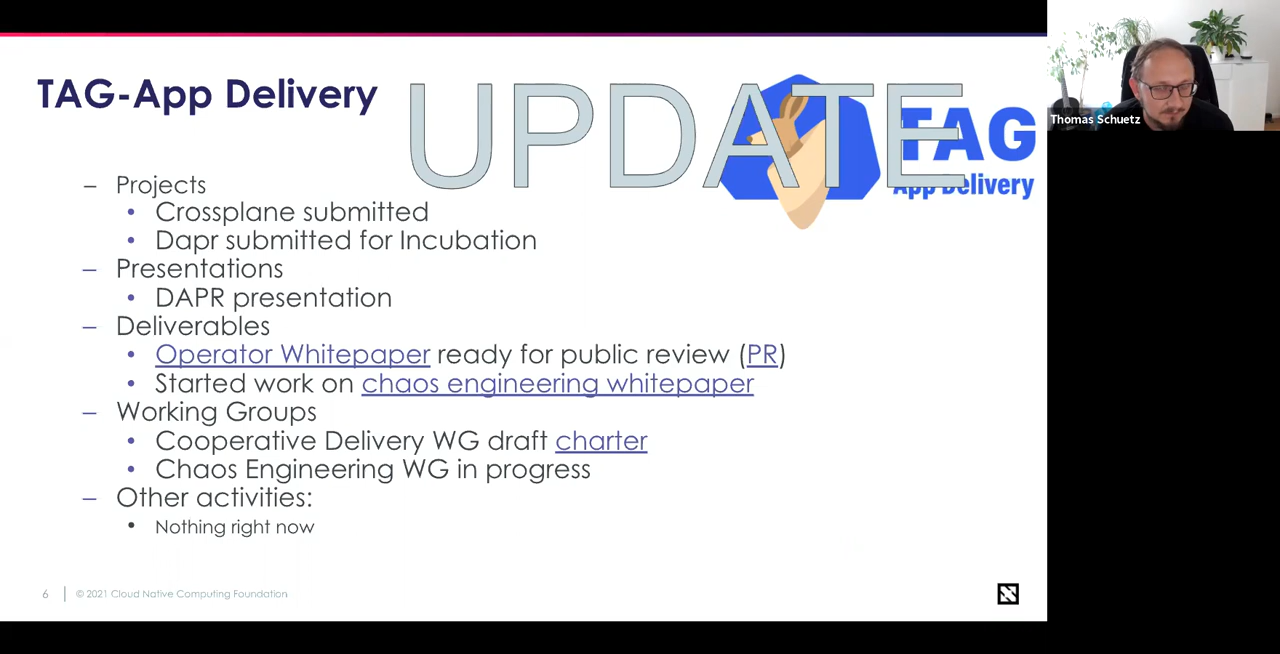 TAG-App Delivery
UPDATE
TAG
App Delivery
Thomas Schuetz
– Projects
• Crossplane submitted
• Dapr submitted for Incubation
– Presentations
• DAPR presentation
– Deliverables
• Operator Whitepaper ready for public review (PR)
• Started work on chaos engineering whitepaper
– Working Groups
• Cooperative Delivery WG draft charter
• Chaos Engineering WG in progress
– Other activities:
• Nothing right now
6 | © 2021 Cloud Native Computing Foundation